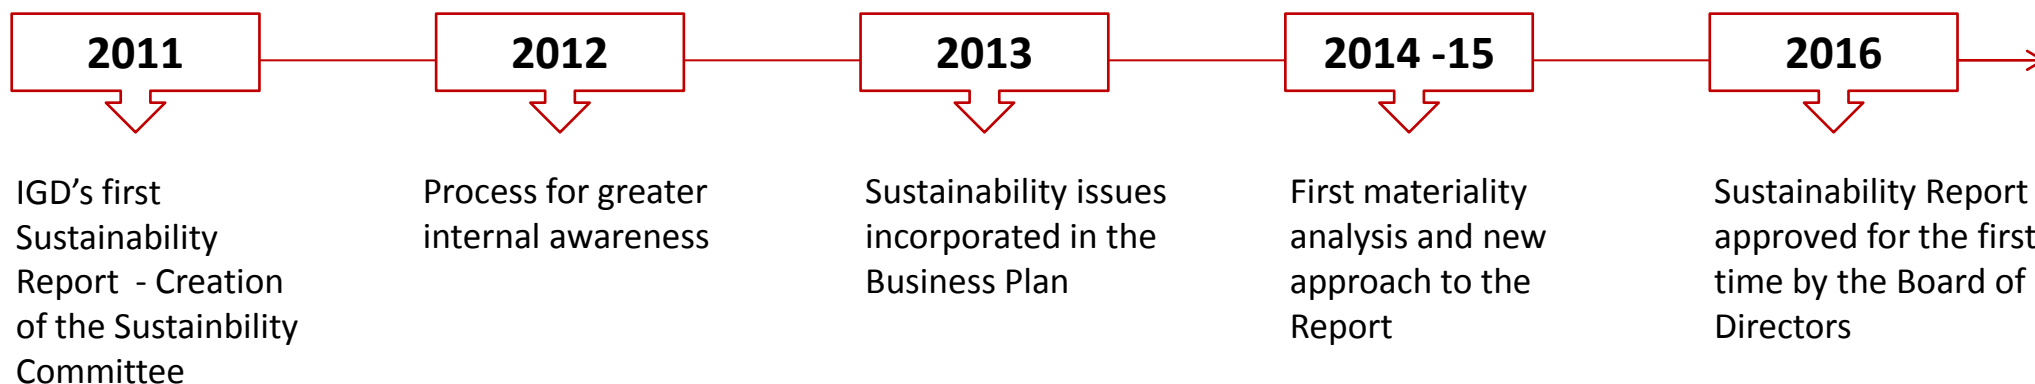 2011
2012
2013
2014 -15
2016
IGD’s first
Sustainability
Report - Creation
of the Sustainbility
Committee
Process for greater
internal awareness
Sustainability issues
incorporated in the
Business Plan
First materiality
analysis and new
approach to the
Report
Sustainability Report
approved for the first
time by the Board of
Directors